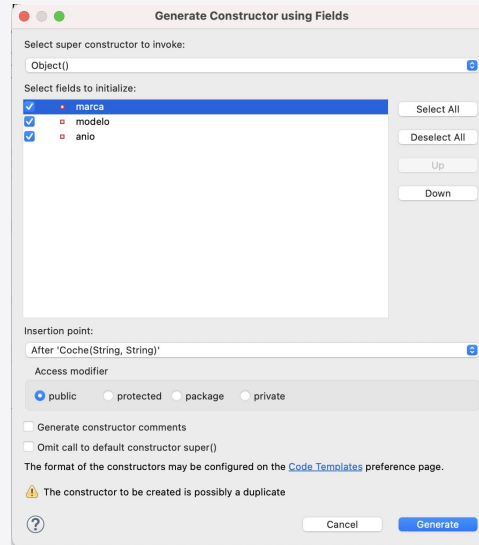 Generate Constructor using Fields
Select super constructor to invoke:
Object()
Select fields to initialize:
marca
modelo
anio
Select All
Deselect All
Up
Down
Insertion point:
After 'Coche(String, String)'
Access modifier
public protected package private
Generate constructor comments
Omit call to default constructor super()
The format of the constructors may be configured on the Code Templates preference page.
The constructor to be created is possibly a duplicate
? Cancel Generate